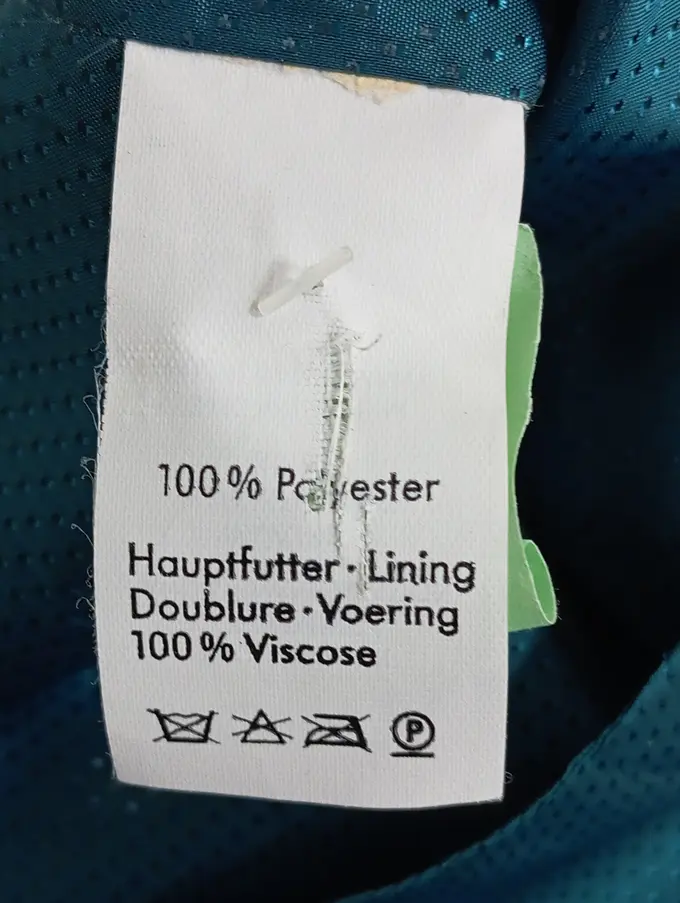 100% Polyester
Hauptfutter · Lining
Doublure · Voering
100% Viscose
P